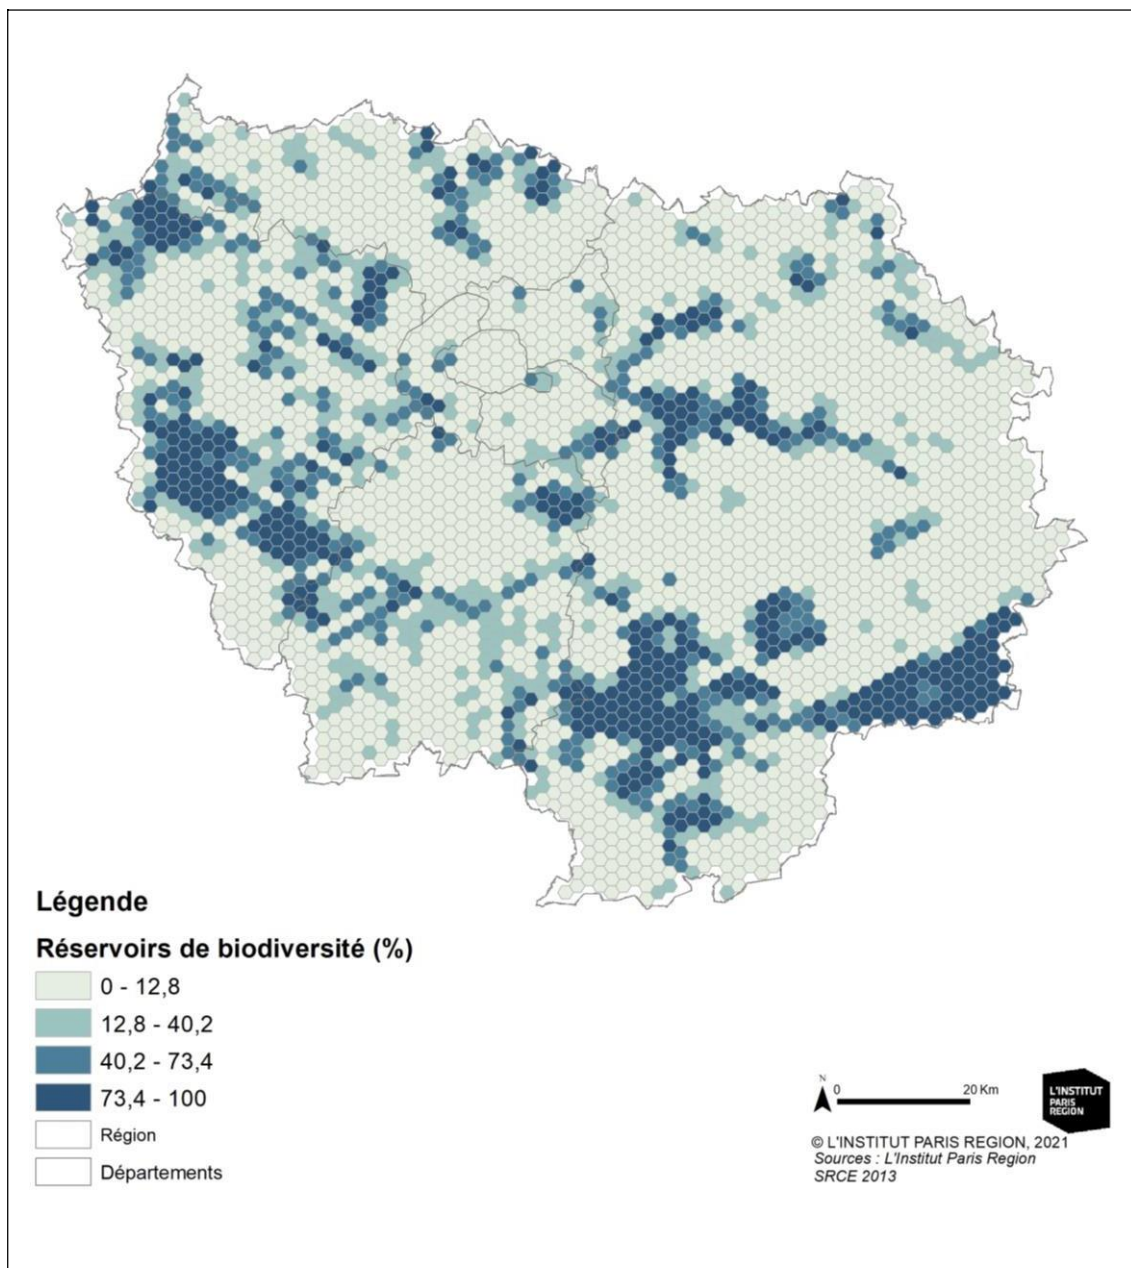 Légende
Réservoirs de biodiversité (%)
0 - 12,8
12,8 - 40,2
40,2 - 73,4
73,4 - 100
Région
Départements
N
0 20 Km
L'INSTITUT
PARIS
REGION
© L'INSTITUT PARIS REGION, 2021
Sources : L'Institut Paris Region
SRCE 2013